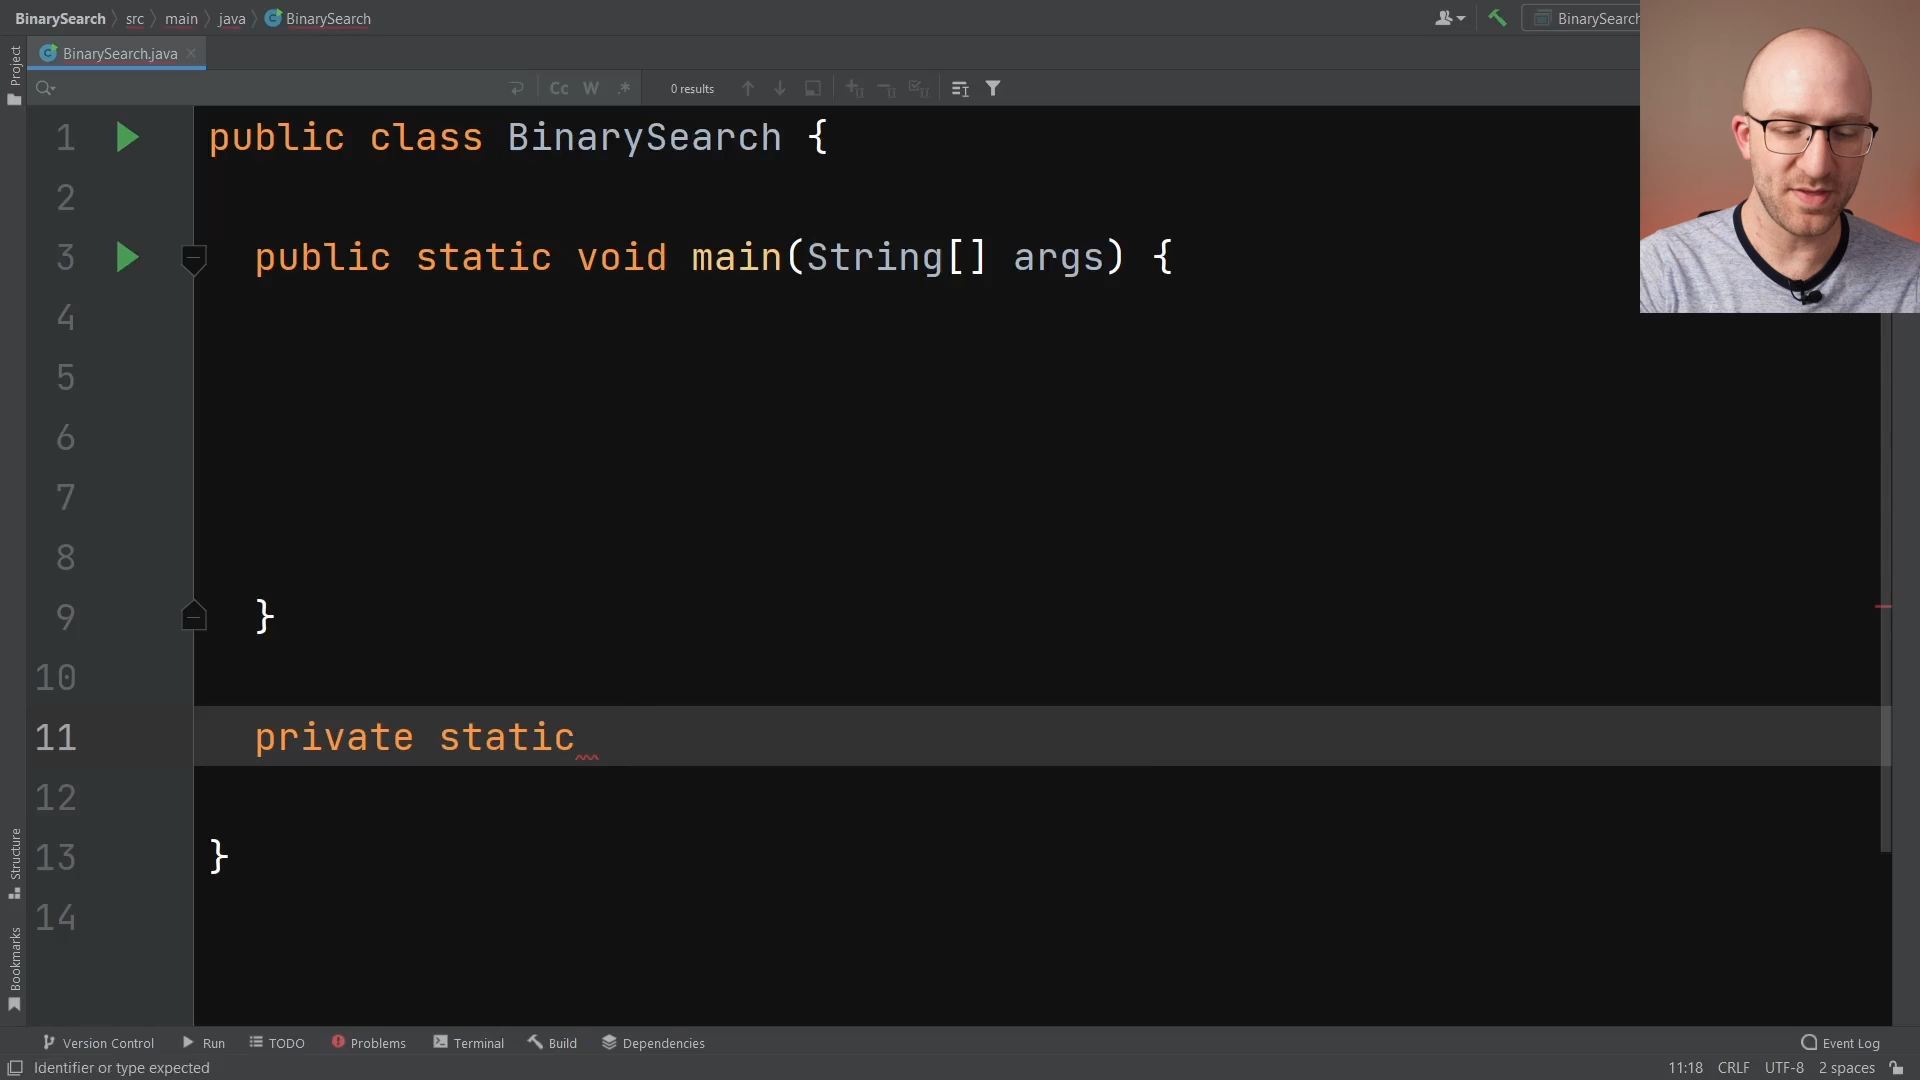 BinarySearch src main java BinarySearch
BinarySearch
Project
BinarySearch.java
Cc W .* 0 results
1 public class BinarySearch {
2
3 public static void main(String[] args) {
4
5
6
7
8
9 }
10
11 private static
12
13 }
14
Structure
Bookmarks
Version Control Run TODO Problems Terminal Build Dependencies Event Log
Identifier or type expected 11:18 CRLF UTF-8 2 spaces